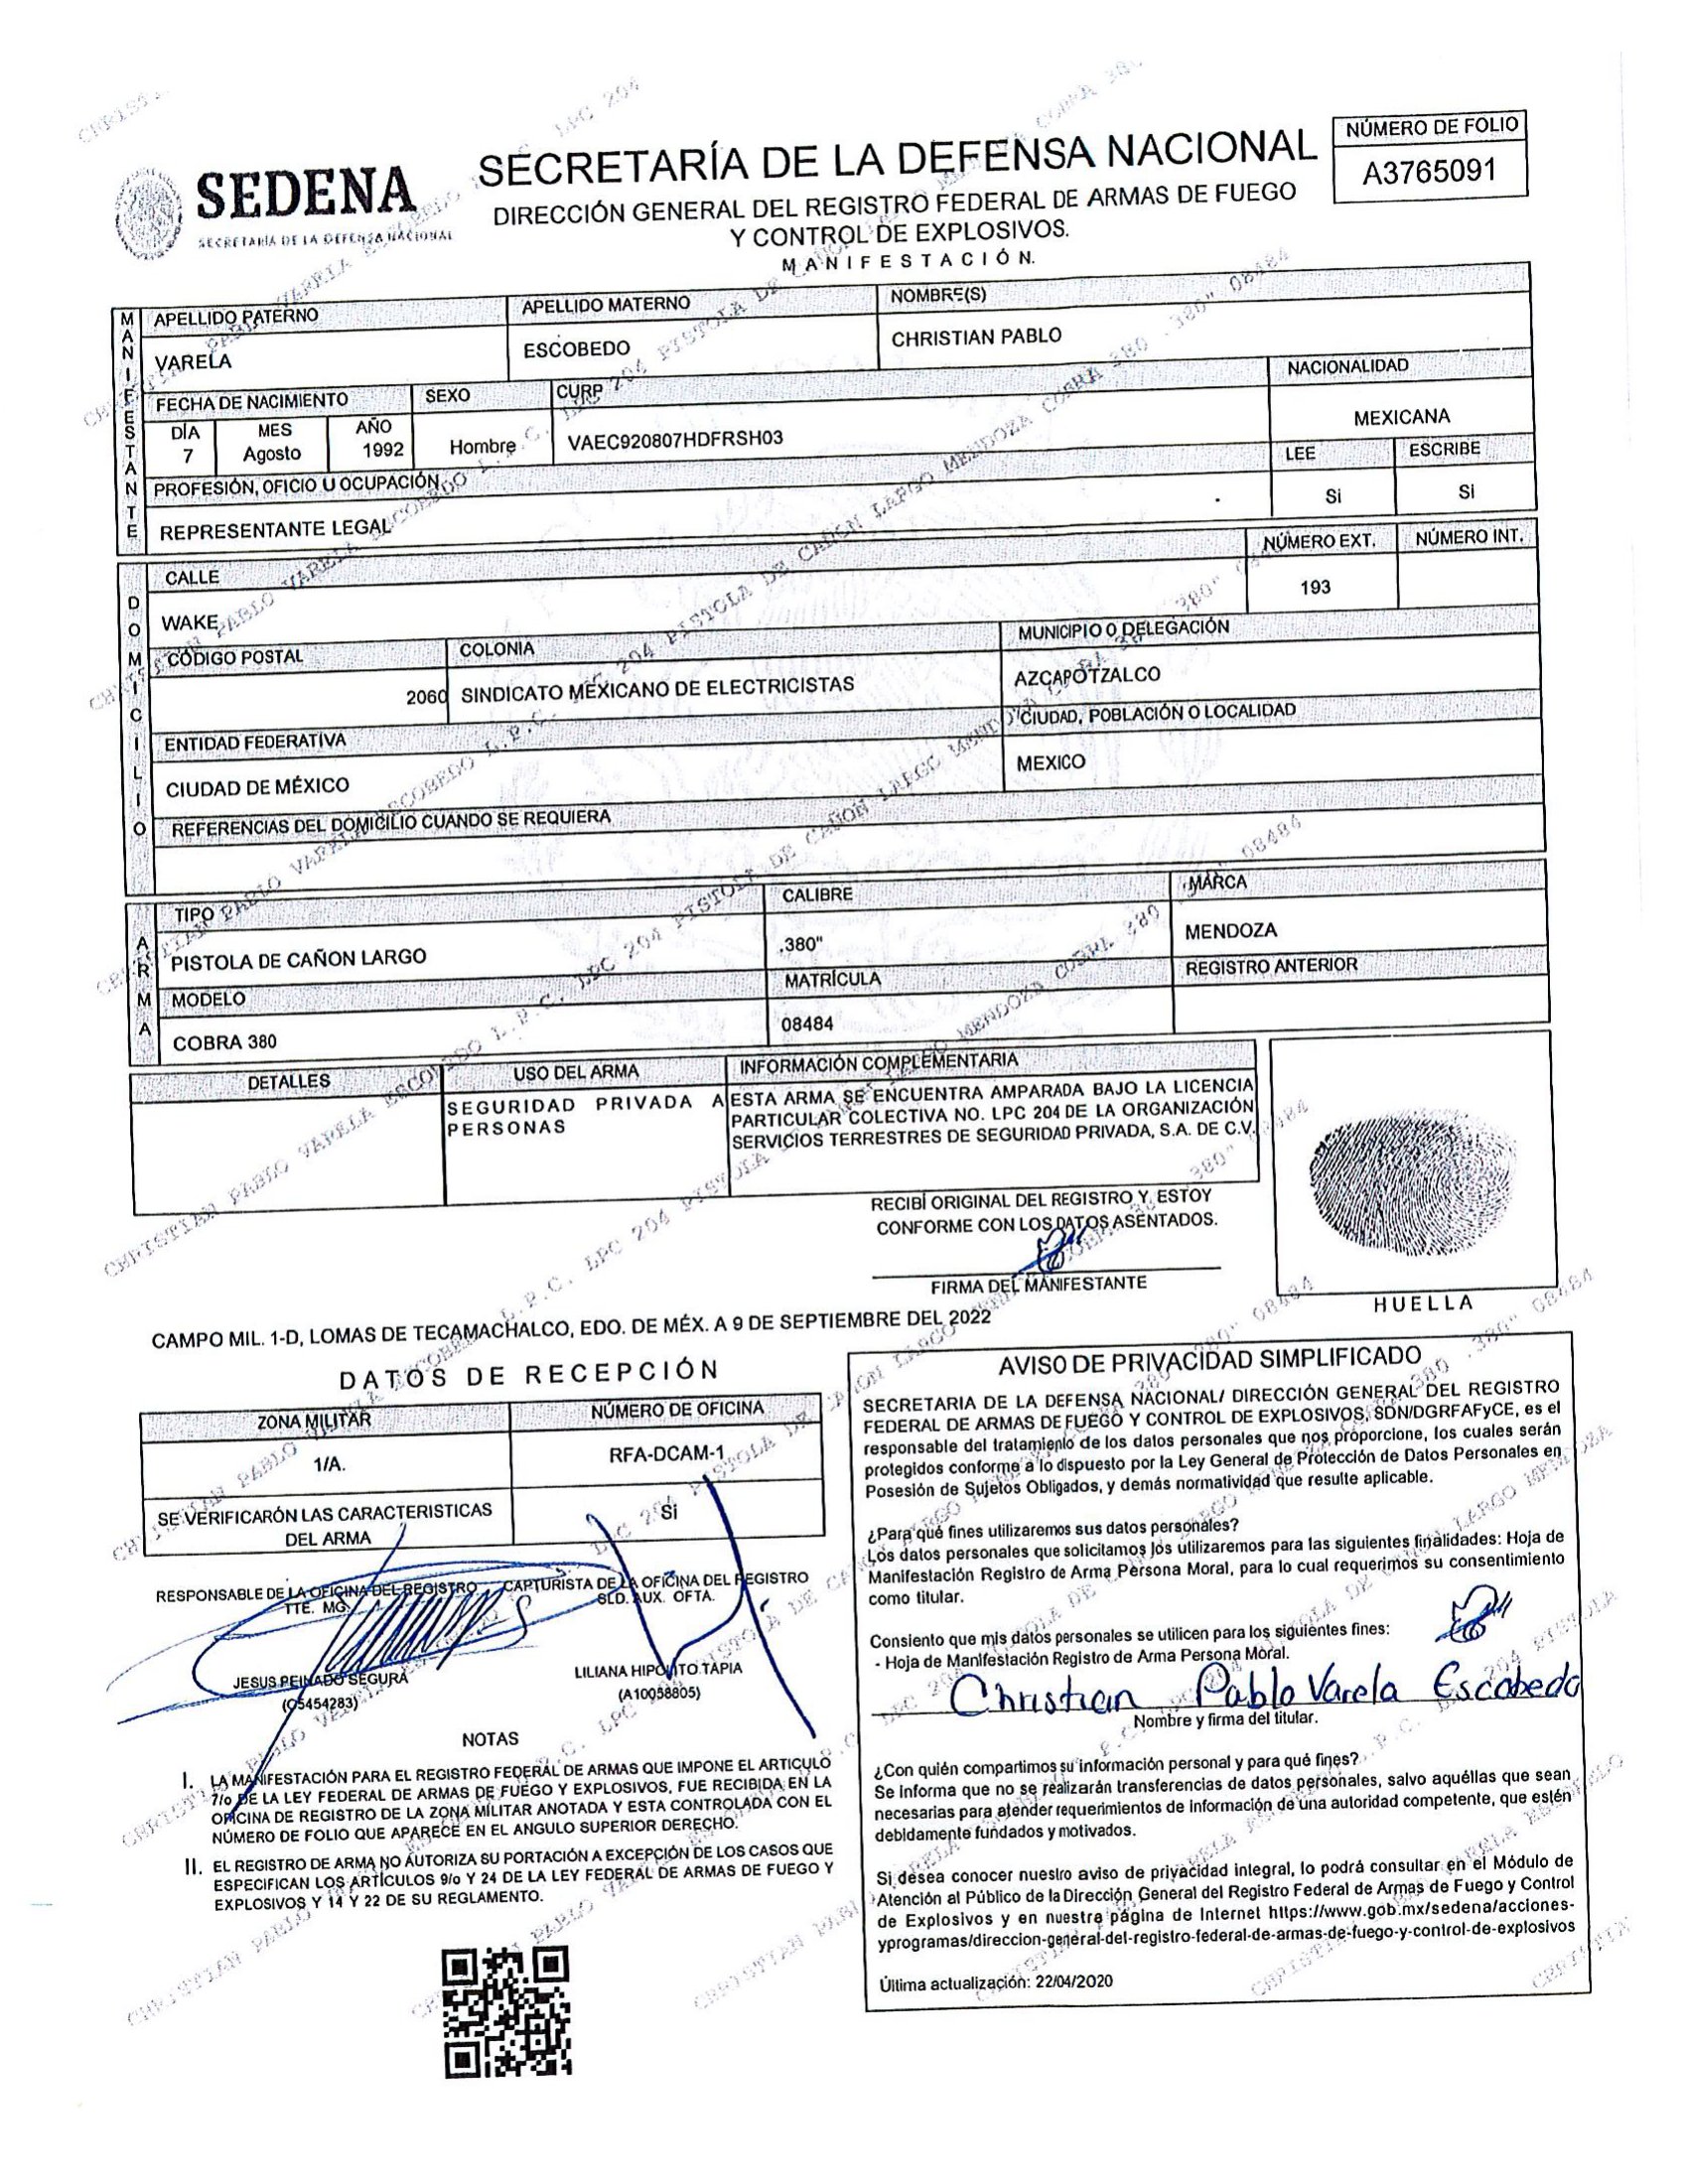 SEDENA
SECRETARÍA DE LA DEFENSA NACIONAL
SECRETARÍA DE LA DEFENSA NACIONAL
DIRECCIÓN GENERAL DEL REGISTRO FEDERAL DE ARMAS DE FUEGO
Y CONTROL DE EXPLOSIVOS.
MANIFESTACIÓN.
NÚMERO DE FOLIO
A3765091
MANIFESTANTE
APELLIDO PATERNO APELLIDO MATERNO NOMBRE(S)
VARELA ESCOBEDO CHRISTIAN PABLO
FECHA DE NACIMIENTO SEXO CURP NACIONALIDAD
DÍA MES AÑO
7 Agosto 1992 Hombre VAEC920807HDFRSH03 MEXICANA
PROFESIÓN, OFICIO U OCUPACIÓN LEE ESCRIBE
REPRESENTANTE LEGAL Si Si
DOMICILIO
CALLE NÚMERO EXT. NÚMERO INT.
WAKE 193
CÓDIGO POSTAL COLONIA MUNICIPIO O DELEGACIÓN
2060 SINDICATO MEXICANO DE ELECTRICISTAS AZCAPOTZALCO
ENTIDAD FEDERATIVA CIUDAD, POBLACIÓN O LOCALIDAD
CIUDAD DE MÉXICO MEXICO
REFERENCIAS DEL DOMICILIO CUANDO SE REQUIERA
ARMA
TIPO CALIBRE MARCA
PISTOLA DE CAÑON LARGO .380" MENDOZA
MODELO MATRÍCULA REGISTRO ANTERIOR
COBRA 380 08484
DETALLES USO DEL ARMA INFORMACIÓN COMPLEMENTARIA
SEGURIDAD PRIVADA A
PERSONAS
ESTA ARMA SE ENCUENTRA AMPARADA BAJO LA LICENCIA
PARTICULAR COLECTIVA NO. LPC 204 DE LA ORGANIZACIÓN
SERVICIOS TERRESTRES DE SEGURIDAD PRIVADA, S.A. DE C.V.
RECIBÍ ORIGINAL DEL REGISTRO Y ESTOY
CONFORME CON LOS DATOS ASENTADOS.
FIRMA DEL MANIFESTANTE
HUELLA
CAMPO MIL. 1-D, LOMAS DE TECAMACHALCO, EDO. DE MÉX. A 9 DE SEPTIEMBRE DEL 2022
DATOS DE RECEPCIÓN
ZONA MILITAR NÚMERO DE OFICINA
1/A. RFA-DCAM-1
SE VERIFICARÓN LAS CARACTERISTICAS
DEL ARMA
Si
RESPONSABLE DE LA OFICINA DEL REGISTRO
TTE. MG.
JESUS PEINADO SEGURA
(C5454283)
CAPTURISTA DE LA OFICINA DEL REGISTRO
SLD. AUX. OFTA.
LILIANA HIPOLITO TAPIA
(A10058805)
NOTAS
I. LA MANIFESTACIÓN PARA EL REGISTRO FEDERAL DE ARMAS QUE IMPONE EL ARTICULO
7/o DE LA LEY FEDERAL DE ARMAS DE FUEGO Y EXPLOSIVOS, FUE RECIBIDA EN LA
OFICINA DE REGISTRO DE LA ZONA MILITAR ANOTADA Y ESTA CONTROLADA CON EL
NÚMERO DE FOLIO QUE APARECE EN EL ANGULO SUPERIOR DERECHO.
II. EL REGISTRO DE ARMA NO AUTORIZA SU PORTACIÓN A EXCEPCIÓN DE LOS CASOS QUE
ESPECIFICAN LOS ARTÍCULOS 9/o Y 24 DE LA LEY FEDERAL DE ARMAS DE FUEGO Y
EXPLOSIVOS Y 14 Y 22 DE SU REGLAMENTO.
AVISO DE PRIVACIDAD SIMPLIFICADO
SECRETARIA DE LA DEFENSA NACIONAL/ DIRECCIÓN GENERAL DEL REGISTRO
FEDERAL DE ARMAS DE FUEGO Y CONTROL DE EXPLOSIVOS, SDN/DGRFAFyCE, es el
responsable del tratamiento de los datos personales que nos proporcione, los cuales serán
protegidos conforme a lo dispuesto por la Ley General de Protección de Datos Personales en
Posesión de Sujetos Obligados, y demás normatividad que resulte aplicable.
¿Para qué fines utilizaremos sus datos personales?
Los datos personales que solicitamos los utilizaremos para las siguientes finalidades: Hoja de
Manifestación Registro de Arma Persona Moral, para lo cual requerimos su consentimiento
como titular.
Consiento que mis datos personales se utilicen para los siguientes fines:
- Hoja de Manifestación Registro de Arma Persona Moral.
Christian Pablo Varela Escobedo
Nombre y firma del titular.
¿Con quién compartimos su información personal y para qué fines?
Se informa que no se realizarán transferencias de datos personales, salvo aquéllas que sean
necesarias para atender requerimientos de información de una autoridad competente, que estén
debidamente fundados y motivados.
Si desea conocer nuestro aviso de privacidad integral, lo podrá consultar en el Módulo de
Atención al Público de la Dirección General del Registro Federal de Armas de Fuego y Control
de Explosivos y en nuestra página de Internet https://www.gob.mx/sedena/acciones-
yprogramas/direccion-general-del-registro-federal-de-armas-de-fuego-y-control-de-explosivos
Última actualización: 22/04/2020